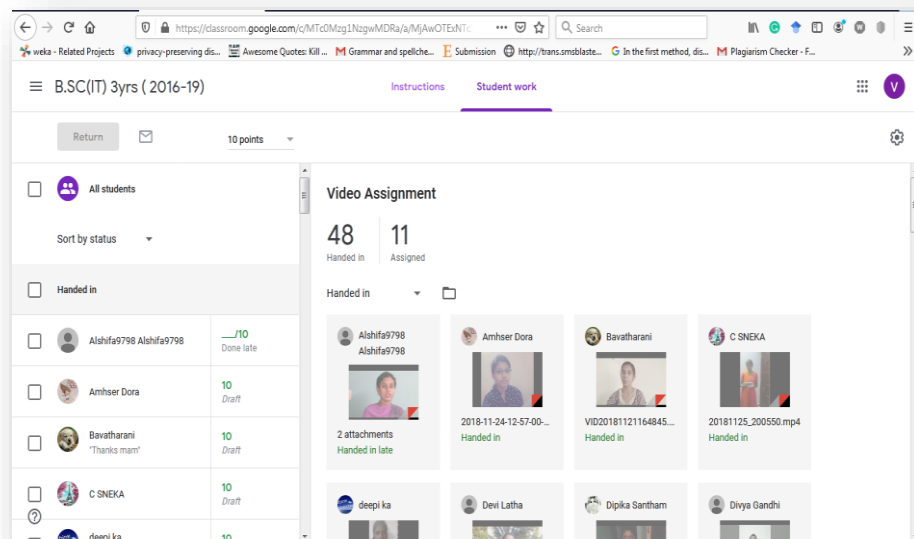 https://classroom.google.com/c/MTc0Mzg1NzgwMDRa/a/MjAwOTExNTc
Search
weka - Related Projects
privacy-preserving dis...
Awesome Quotes: Kill ...
Grammar and spellche...
Submission
http://trans.smsblaste...
In the first method, dis...
Plagiarism Checker - F...
B.SC(IT) 3yrs ( 2016-19)
Instructions
Student work
V
Return
10 points
All students
Sort by status
Handed in
Alshifa9798 Alshifa9798
__/10
Done late
Amhser Dora
10
Draft
Bavatharani
"Thanks mam"
10
Draft
C SNEKA
10
Draft
deepi ka
10
Video Assignment
48
Handed in
11
Assigned
Handed in
Alshifa9798
Alshifa9798
2 attachments
Handed in late
Amhser Dora
2018-11-24-12-57-00-...
Handed in
Bavatharani
VID20181121164845....
Handed in
C SNEKA
20181125_200550.mp4
Handed in
deepi ka
Devi Latha
Dipika Santham
Divya Gandhi